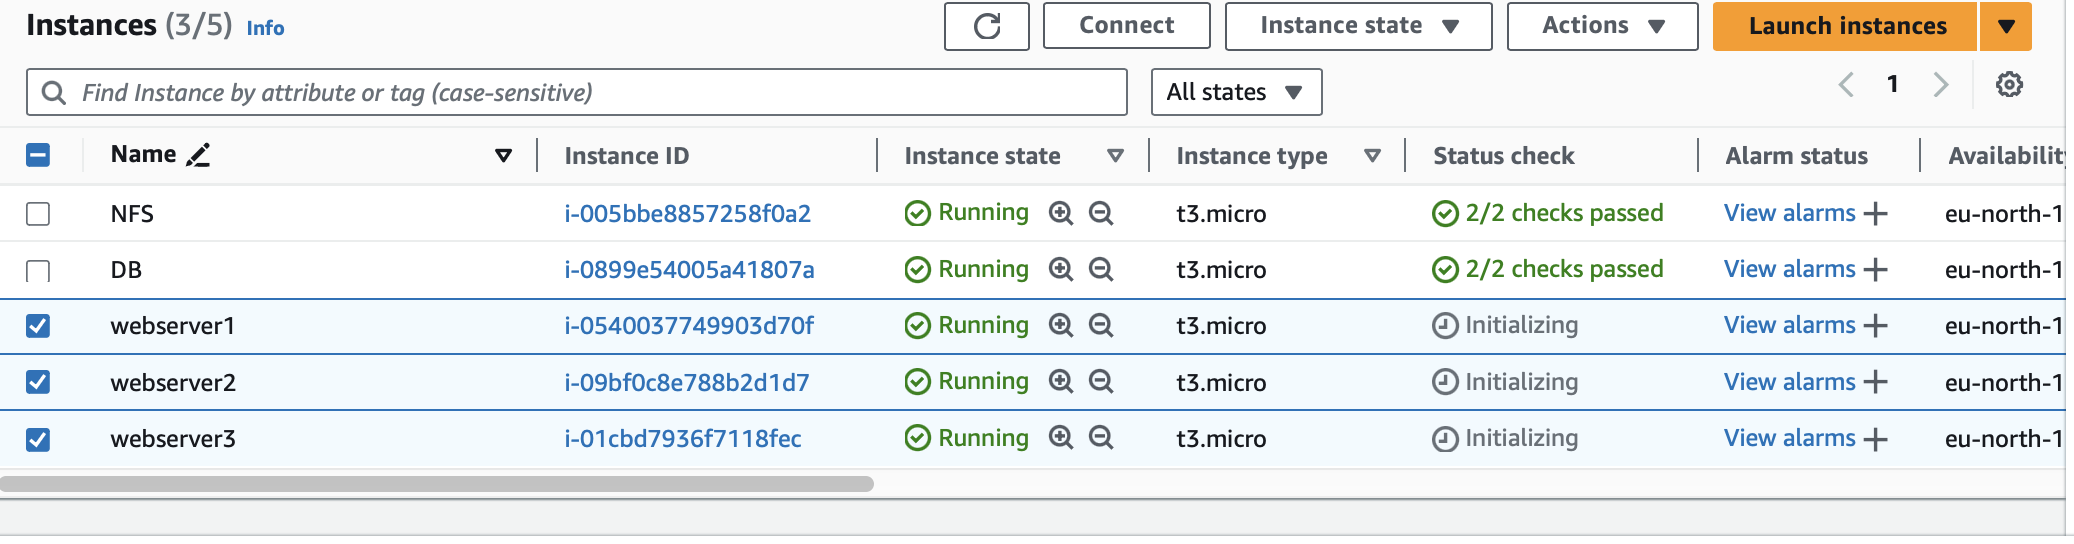 Instances (3/5) Info Connect Instance state Actions Launch instances
Find Instance by attribute or tag (case-sensitive) All states 1
Name Instance ID Instance state Instance type Status check Alarm status Availability
NFS i-005bbe8857258f0a2 Running t3.micro 2/2 checks passed View alarms eu-north-1
DB i-0899e54005a41807a Running t3.micro 2/2 checks passed View alarms eu-north-1
webserver1 i-0540037749903d70f Running t3.micro Initializing View alarms eu-north-1
webserver2 i-09bf0c8e788b2d1d7 Running t3.micro Initializing View alarms eu-north-1
webserver3 i-01cbd7936f7118fec Running t3.micro Initializing View alarms eu-north-1